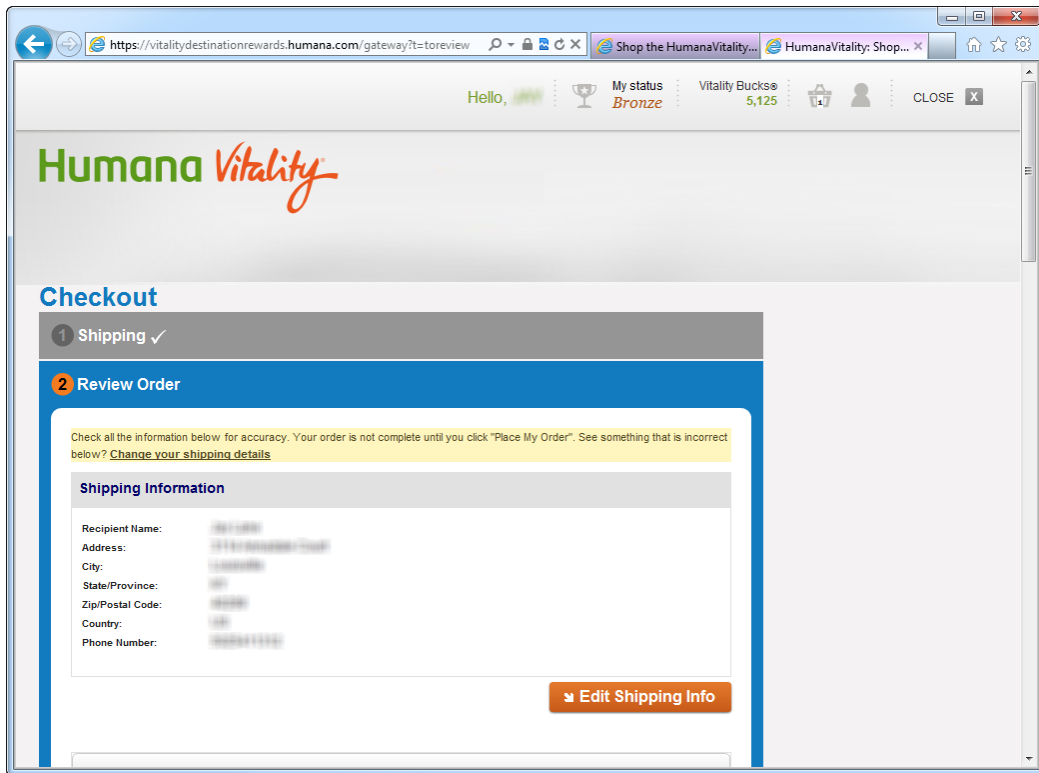 https://vitalitydestinationrewards.humana.com/gateway?t=toreview
Shop the HumanaVitality...
HumanaVitality: Shop...
Hello,
My status
Bronze
Vitality Bucks®
5,125
1
CLOSE X
Humana Vitality
Checkout
1 Shipping ✓
2 Review Order
Check all the information below for accuracy. Your order is not complete until you click "Place My Order". See something that is incorrect
below? Change your shipping details
Shipping Information
Recipient Name:
Address:
City:
State/Province:
Zip/Postal Code:
Country:
Phone Number:
Edit Shipping Info